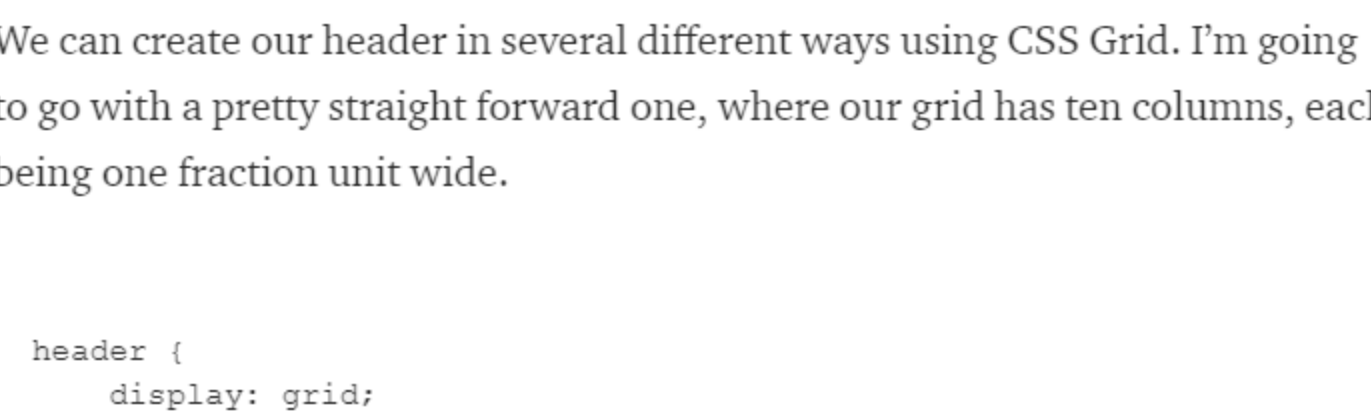 We can create our header in several different ways using CSS Grid. I’m going
to go with a pretty straight forward one, where our grid has ten columns, each
being one fraction unit wide.
header {
    display: grid;